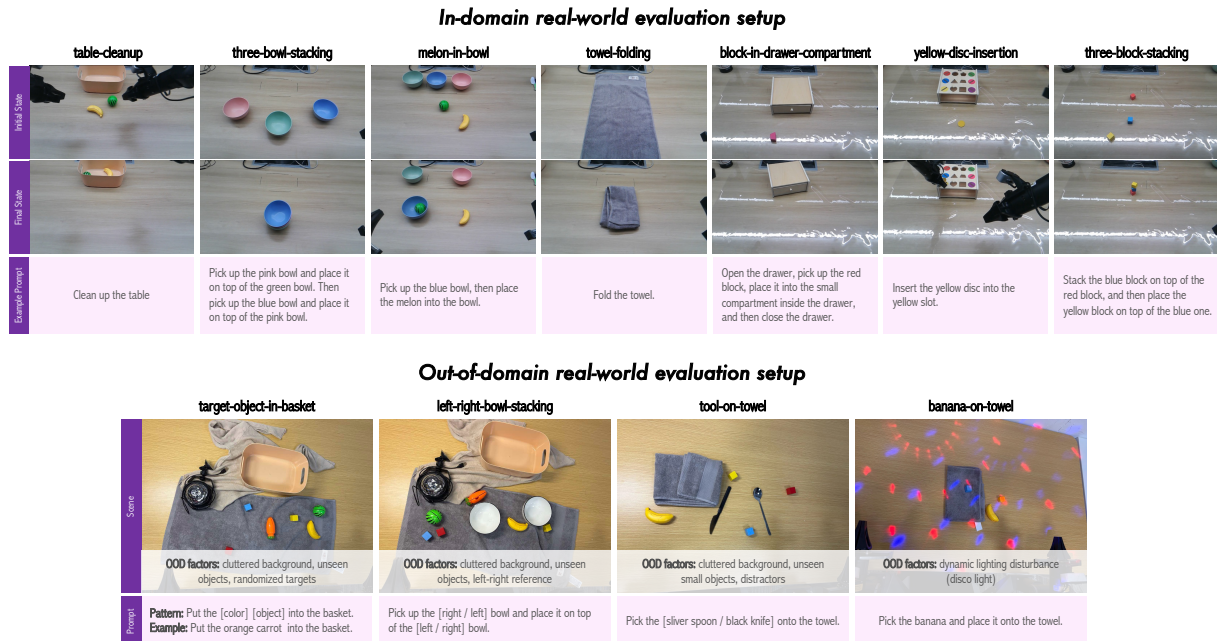 In-domain real-world evaluation setup
table-cleanup
three-bowl-stacking
melon-in-bowl
towel-folding
block-in-drawer-compartment
yellow-disc-insertion
three-block-stacking
Initial State
Final State
Example Prompt
Clean up the table
Pick up the pink bowl and place it
on top of the green bowl. Then
pick up the blue bowl and place it
on top of the pink bowl.
Pick up the blue bowl, then place
the melon into the bowl.
Fold the towel.
Open the drawer, pick up the red
block, place it into the small
compartment inside the drawer,
and then close the drawer.
Insert the yellow disc into the
yellow slot.
Stack the blue block on top of the
red block, and then place the
yellow block on top of the blue one.
Out-of-domain real-world evaluation setup
target-object-in-basket
left-right-bowl-stacking
tool-on-towel
banana-on-towel
Scene
OOD factors: cluttered background, unseen
objects, randomized targets
OOD factors: cluttered background, unseen
objects, left-right reference
OOD factors: cluttered background, unseen
small objects, distractors
OOD factors: dynamic lighting disturbance
(disco light)
Prompt
Pattern: Put the [color] [object] into the basket.
Example: Put the orange carrot into the basket.
Pick up the [right / left] bowl and place it on top
of the [left / right] bowl.
Pick the [sliver spoon / black knife] onto the towel.
Pick the banana and place it onto the towel.